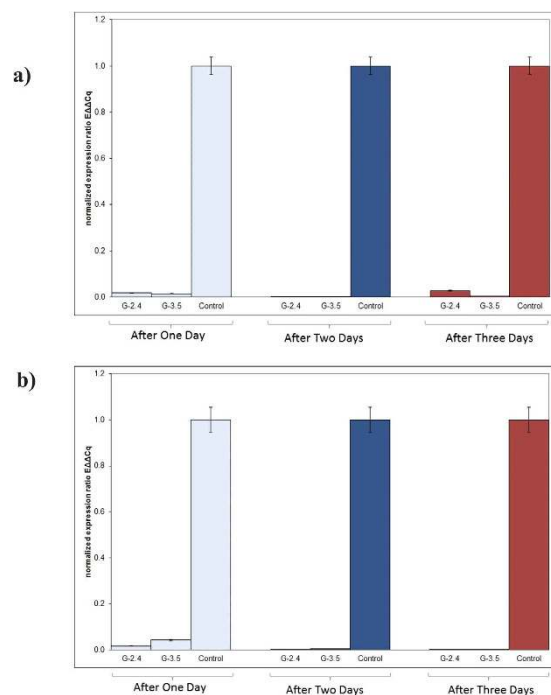 a)
normalized expression ratio EΔΔCq
1.2
1.0
0.8
0.6
0.4
0.2
0.0
G-2.4 G-3.5 Control G-2.4 G-3.5 Control G-2.4 G-3.5 Control
After One Day After Two Days After Three Days
b)
normalized expression ratio EΔΔCq
1.2
1.0
0.8
0.6
0.4
0.2
0.0
G-2.4 G-3.5 Control G-2.4 G-3.5 Control G-2.4 G-3.5 Control
After One Day After Two Days After Three Days